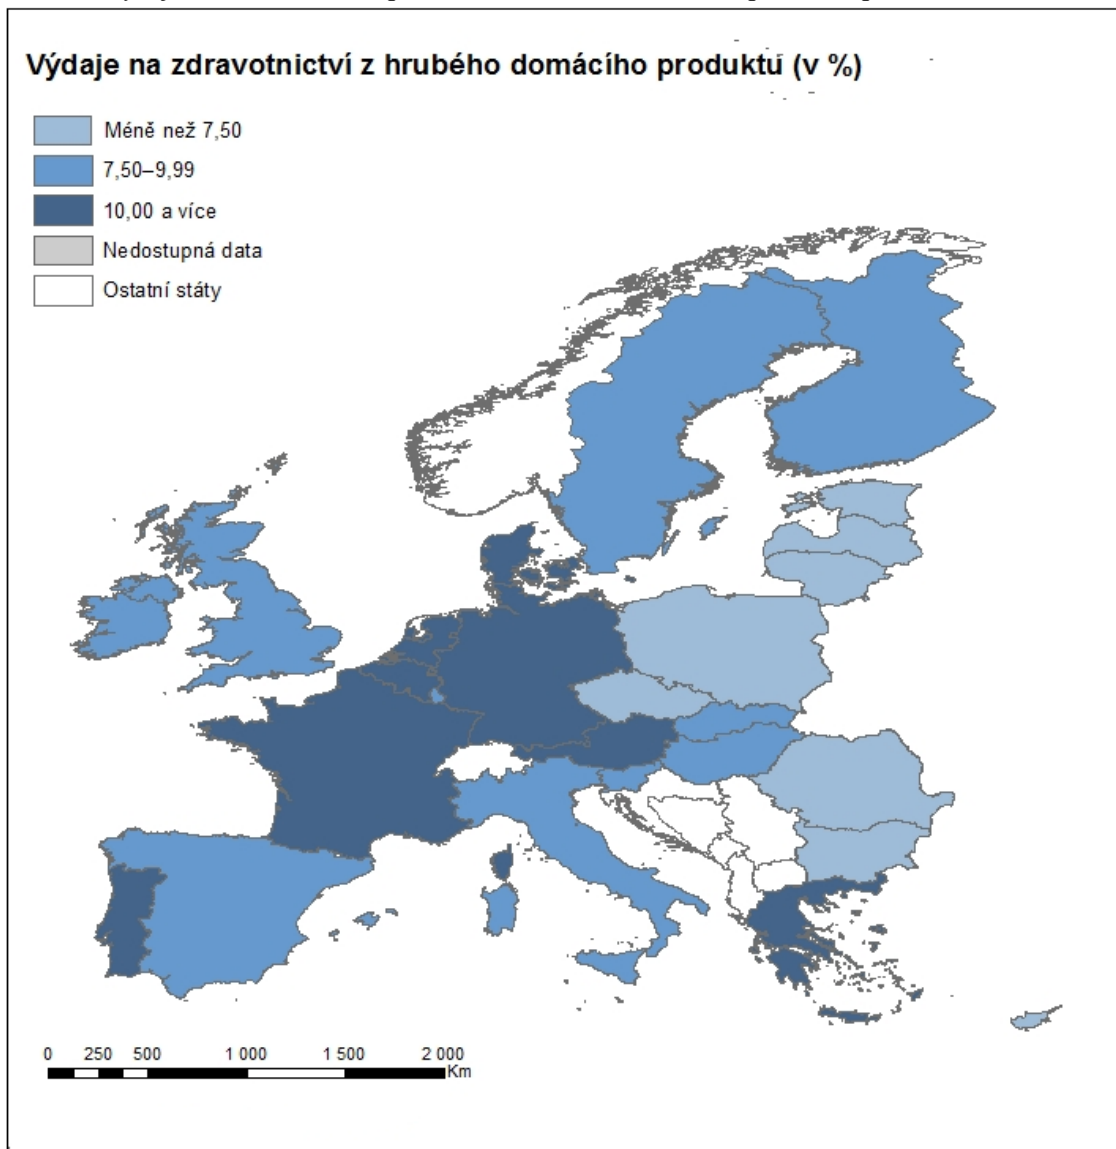 Výdaje na zdravotnictví z hrubého domácího produktu (v %)
Méně než 7,50
7,50–9,99
10,00 a více
Nedostupná data
Ostatní státy
0 250 500 1 000 1 500 2 000
Km